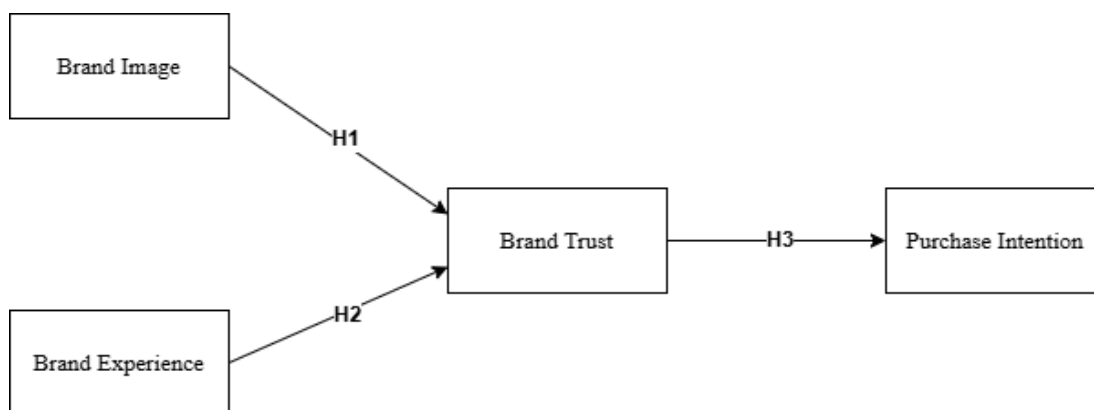 Brand Image
H1
Brand Trust
H3
Purchase Intention
H2
Brand Experience